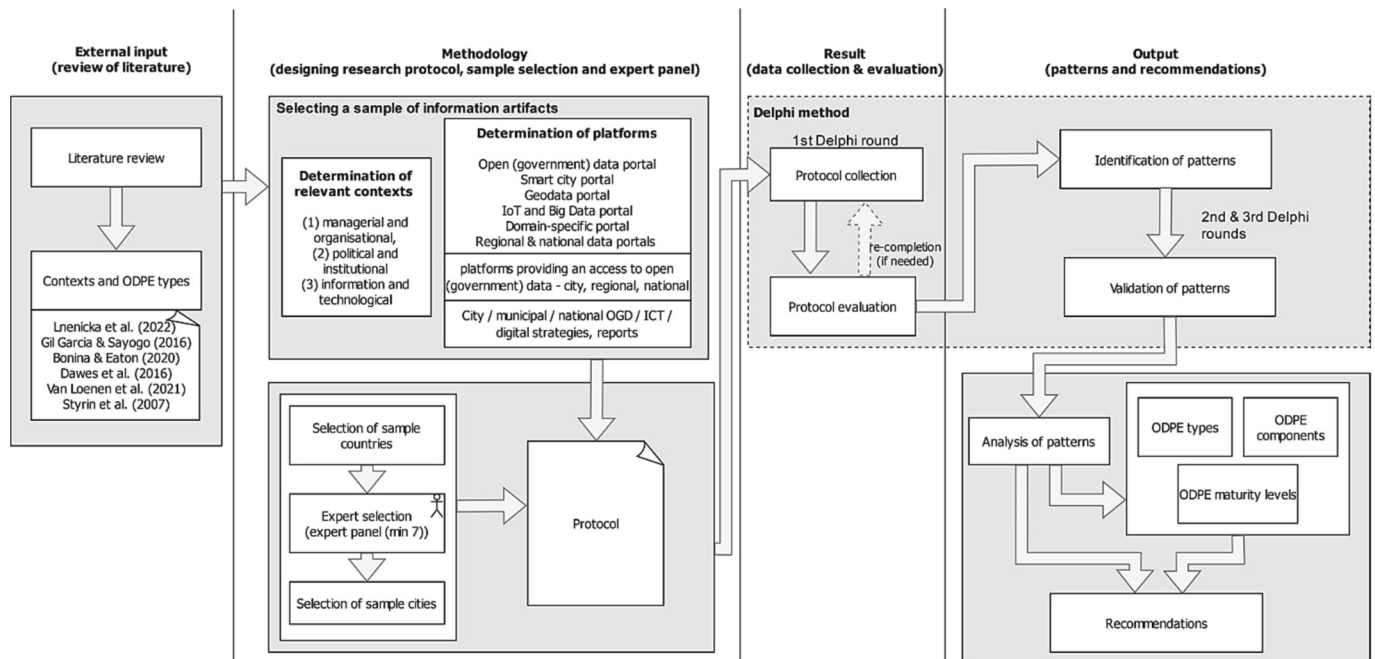 External input
(review of literature)
Literature review
Contexts and ODPE types
Lnenicka et al. (2022)
Gil Garcia & Sayogo (2016)
Bonina & Eaton (2020)
Dawes et al. (2016)
Van Loenen et al. (2021)
Styrin et al. (2007)
Methodology
(designing research protocol, sample selection and expert panel)
Selecting a sample of information artifacts
Determination of
relevant contexts
(1) managerial and
organisational,
(2) political and
institutional
(3) information and
technological
Determination of platforms
Open (government) data portal
Smart city portal
Geodata portal
IoT and Big Data portal
Domain-specific portal
Regional & national data portals
platforms providing an access to open
(government) data - city, regional, national
City / municipal / national OGD / ICT /
digital strategies, reports
Selection of sample
countries
Expert selection
(expert panel (min 7))
Selection of sample cities
Protocol
Result
(data collection & evaluation)
Delphi method
1st Delphi round
Protocol collection
re-completion
(if needed)
Protocol evaluation
Output
(patterns and recommendations)
Identification of patterns
2nd & 3rd Delphi
rounds
Validation of patterns
Analysis of patterns
ODPE types
ODPE
components
ODPE maturity levels
Recommendations